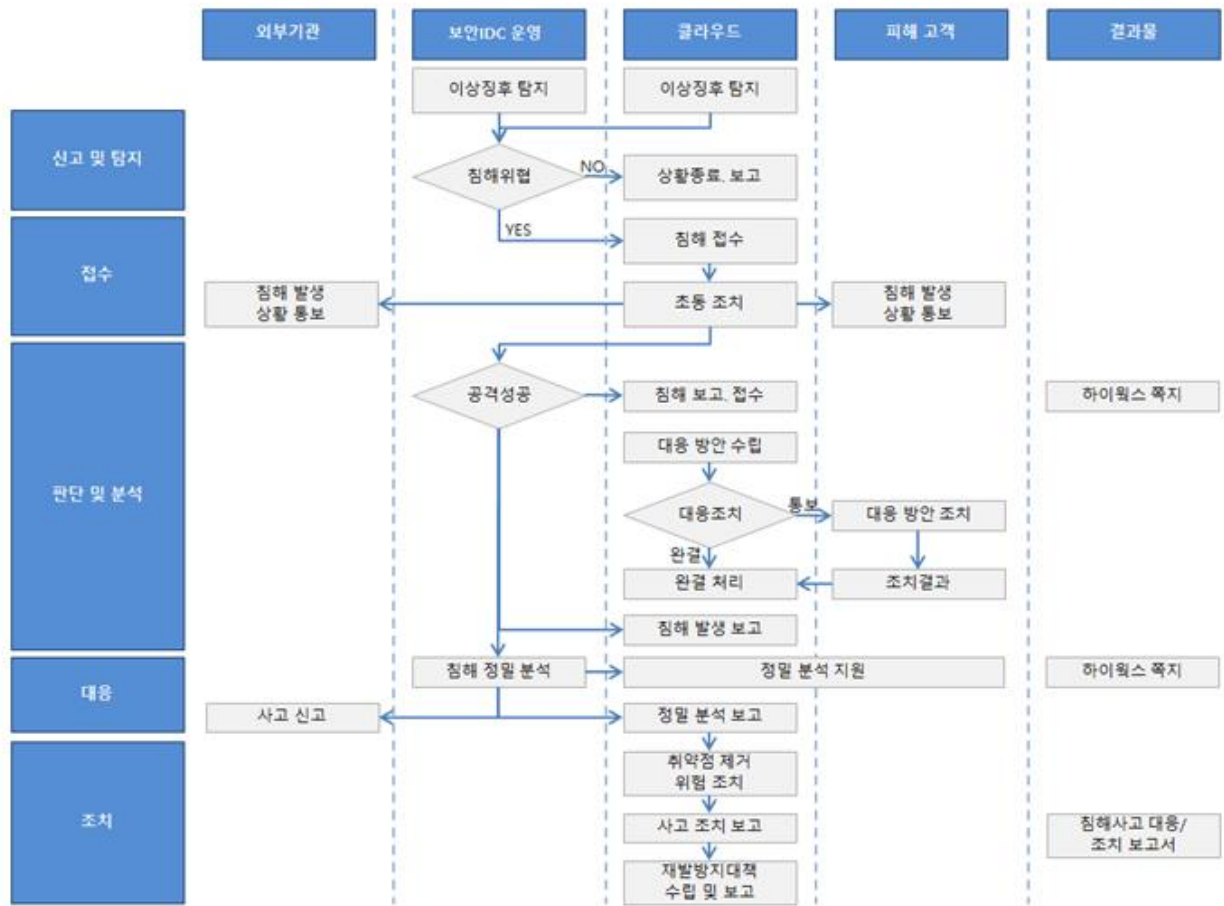 외부기관
보안IDC 운영
클라우드
피해 고객
결과물
이상징후 탐지
이상징후 탐지
신고 및 탐지
침해위협
NO
상황종료. 보고
YES
침해 접수
접수
침해 발생
상황 통보
초동 조치
침해 발생
상황 통보
공격성공
침해 보고. 접수
하이웍스 쪽지
대응 방안 수립
판단 및 분석
대응조치
통보
대응 방안 조치
완결
완결 처리
조치결과
침해 발생 보고
대응
침해 정밀 분석
정밀 분석 지원
하이웍스 쪽지
사고 신고
정밀 분석 보고
취약점 제거
위험 조치
조치
사고 조치 보고
침해사고 대응/
조치 보고서
재발방지대책
수립 및 보고